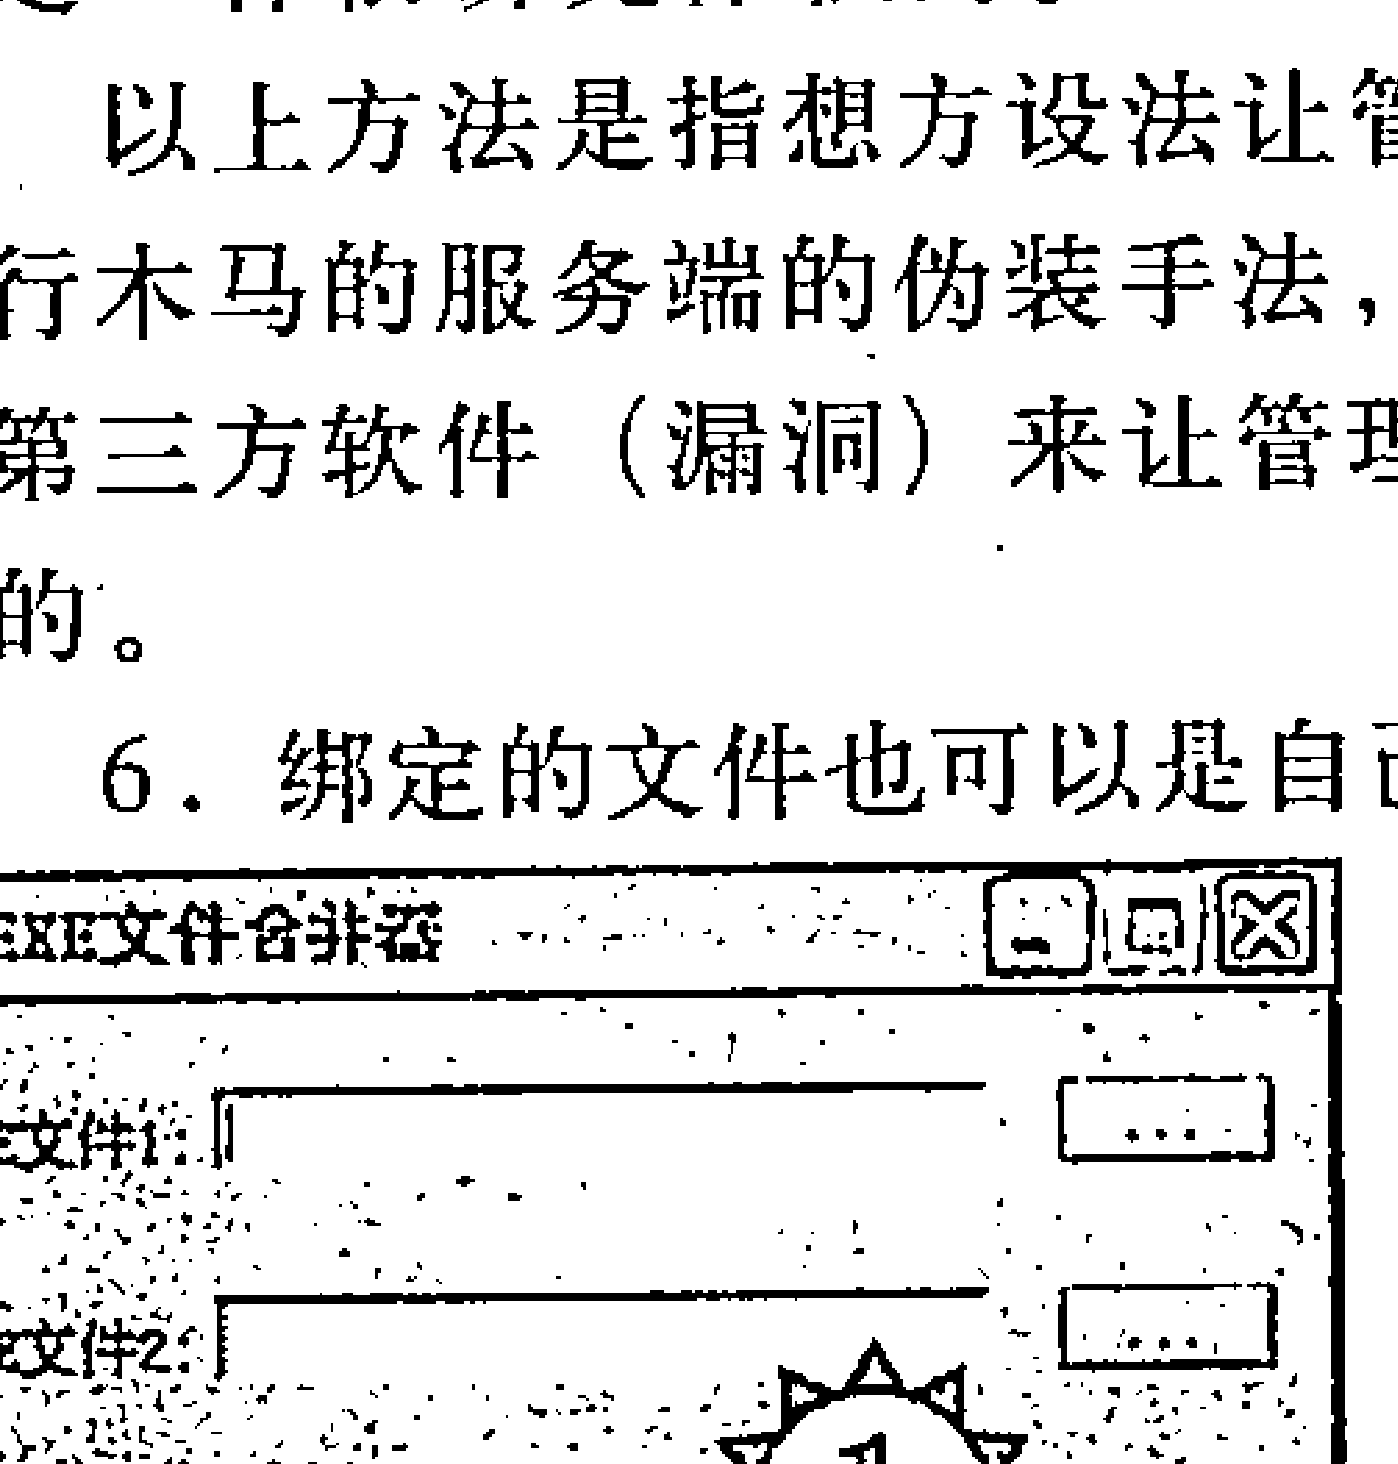 以上方法是指想方设法让管
行木马的服务端的伪装手法，
第三方软件（漏洞）来让管理
的。
6．绑定的文件也可以是自己
EXE文件合并器
文件1:
...
文件2:
...